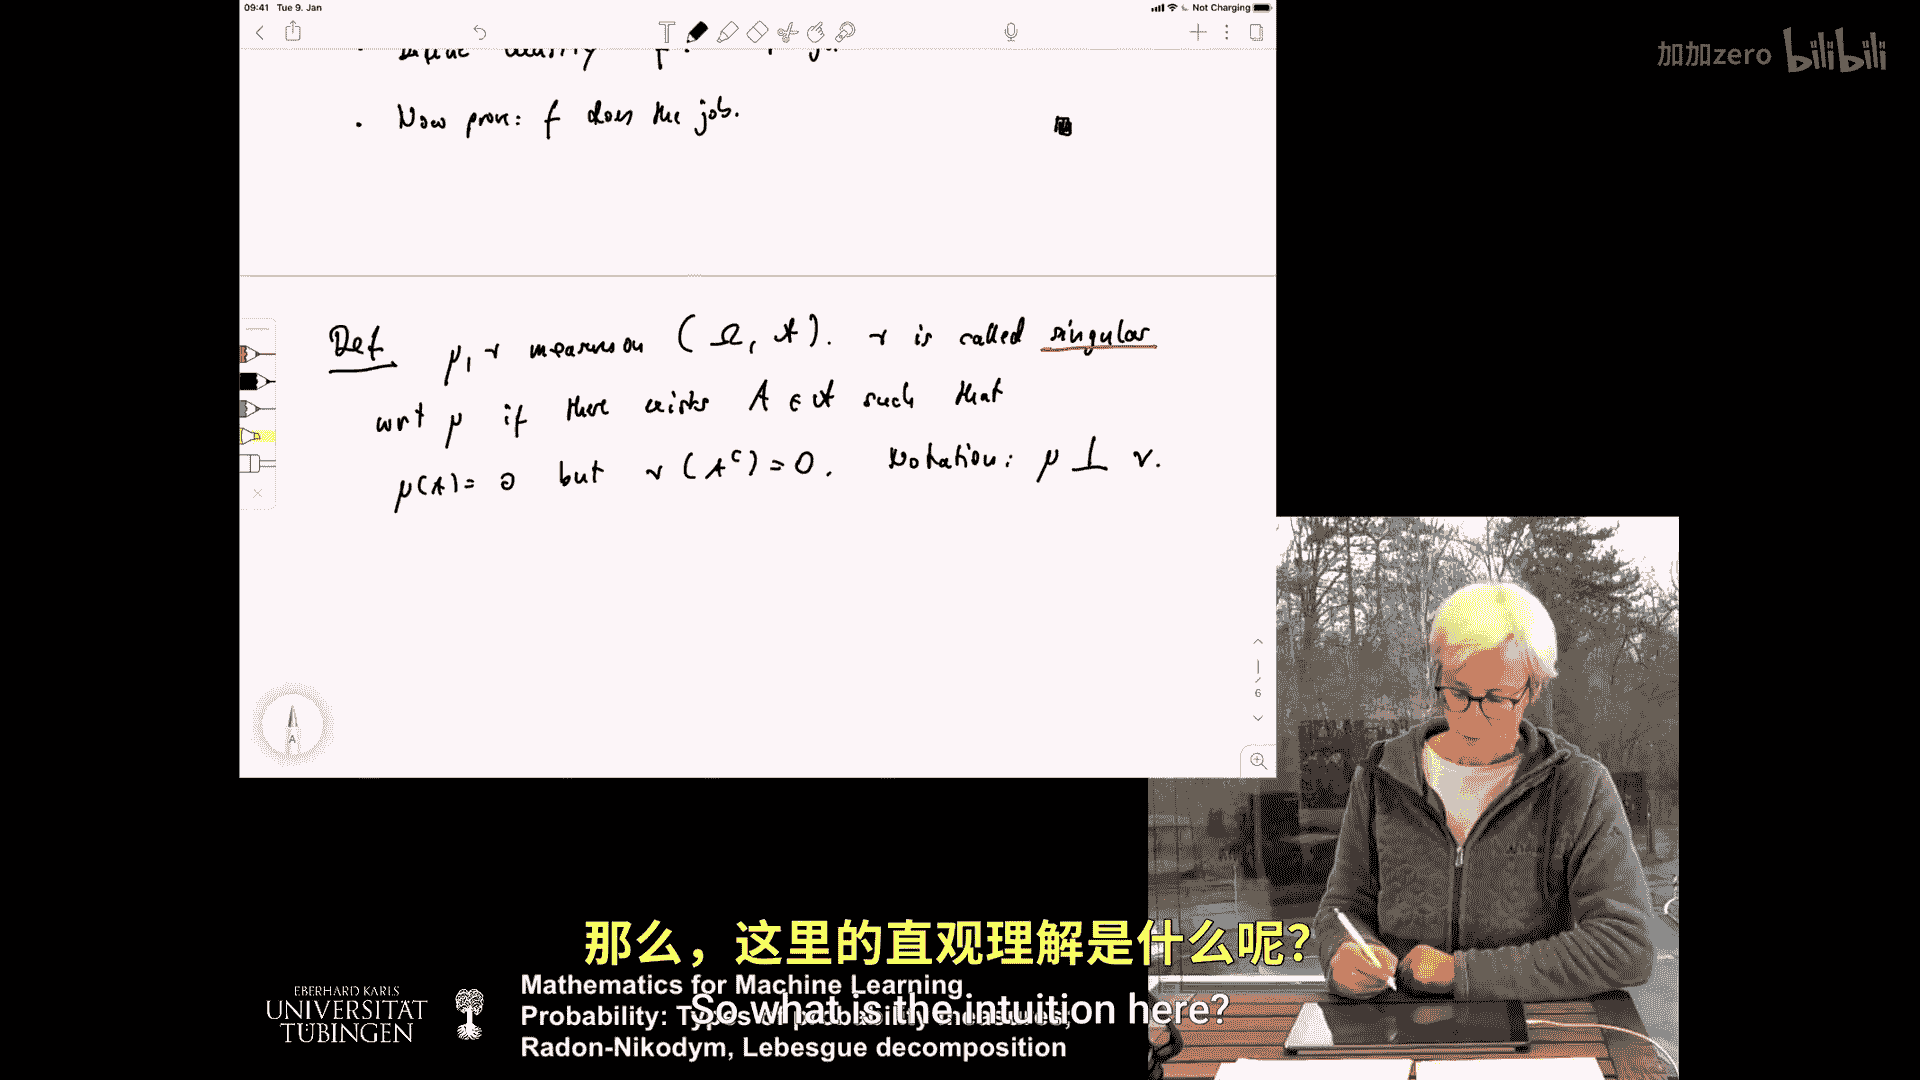 09:41 Tue 9. Jan
Not Charging
加加zero bilibili
T
• Now prove: f does the job.
Def μ, ν measures on (Ω, A). ν is called singular
wrt μ if there exists A ∈ A such that
μ(A) = 0 but ν(Aᶜ) = 0. Notation: μ ⊥ ν.
6
A
那么，这里的直观理解是什么呢？
So what is the intuition here?
EBERHARD KARLS
UNIVERSITÄT
TÜBINGEN
Mathematics for Machine Learning
Probability: Types of probability measures,
Radon-Nikodym, Lebesgue decomposition